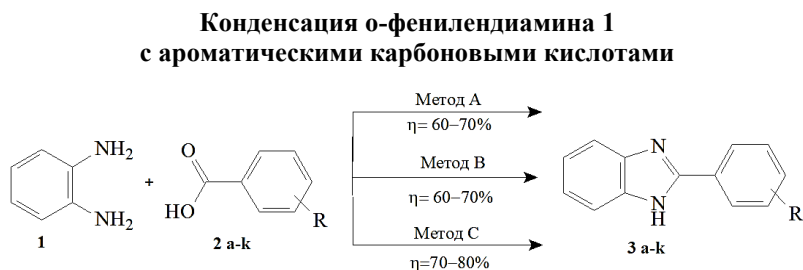 Конденсация о-фенилендиамина 1
с ароматическими карбоновыми кислотами
Метод А
η= 60–70%
NH₂
NH₂
1
+
O
HO
R
2 a-k
Метод В
η= 60–70%
Метод С
η=70–80%
N
N
H
R
3 a-k